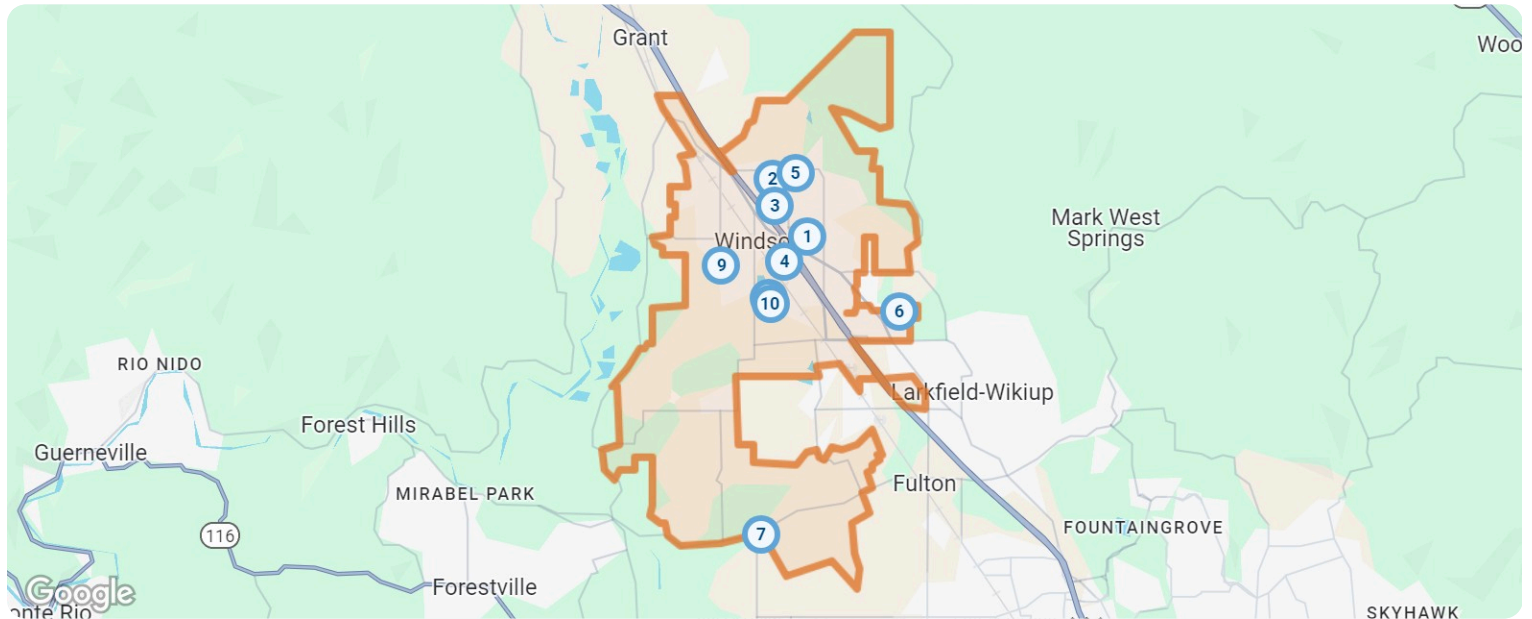 Grant
Woo
2
5
3
Mark West
Springs
1
Windso
4
9
10
6
RIO NIDO
Larkfield-Wikiup
Forest Hills
Guerneville
Fulton
MIRABEL PARK
FOUNTAINGROVE
116
7
Forestville
Google
onte Rio
SKYHAWK